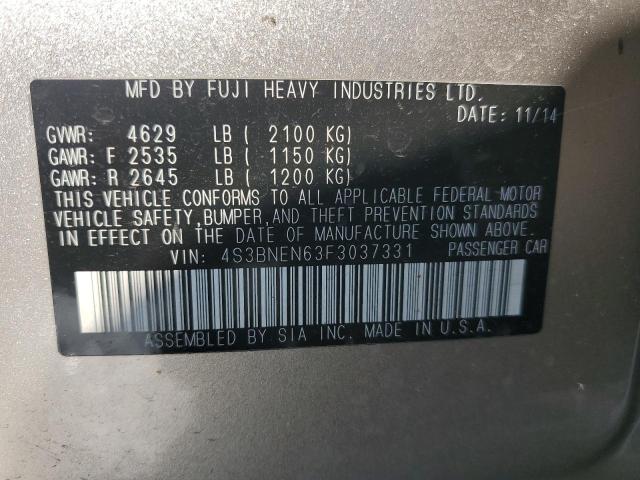 MFD BY FUJI HEAVY INDUSTRIES LTD.
DATE: 11/14
GVWR: 4629 LB ( 2100 KG)
GAWR: F 2535 LB ( 1150 KG)
GAWR: R 2645 LB ( 1200 KG)
THIS VEHICLE CONFORMS TO ALL APPLICABLE FEDERAL MOTOR
VEHICLE SAFETY, BUMPER, AND THEFT PREVENTION STANDARDS
IN EFFECT ON THE DATE OF MANUFACTURE SHOWN ABOVE.
VIN: 4S3BNEN63F3037331 PASSENGER CAR
ASSEMBLED BY SIA INC. MADE IN U.S.A.